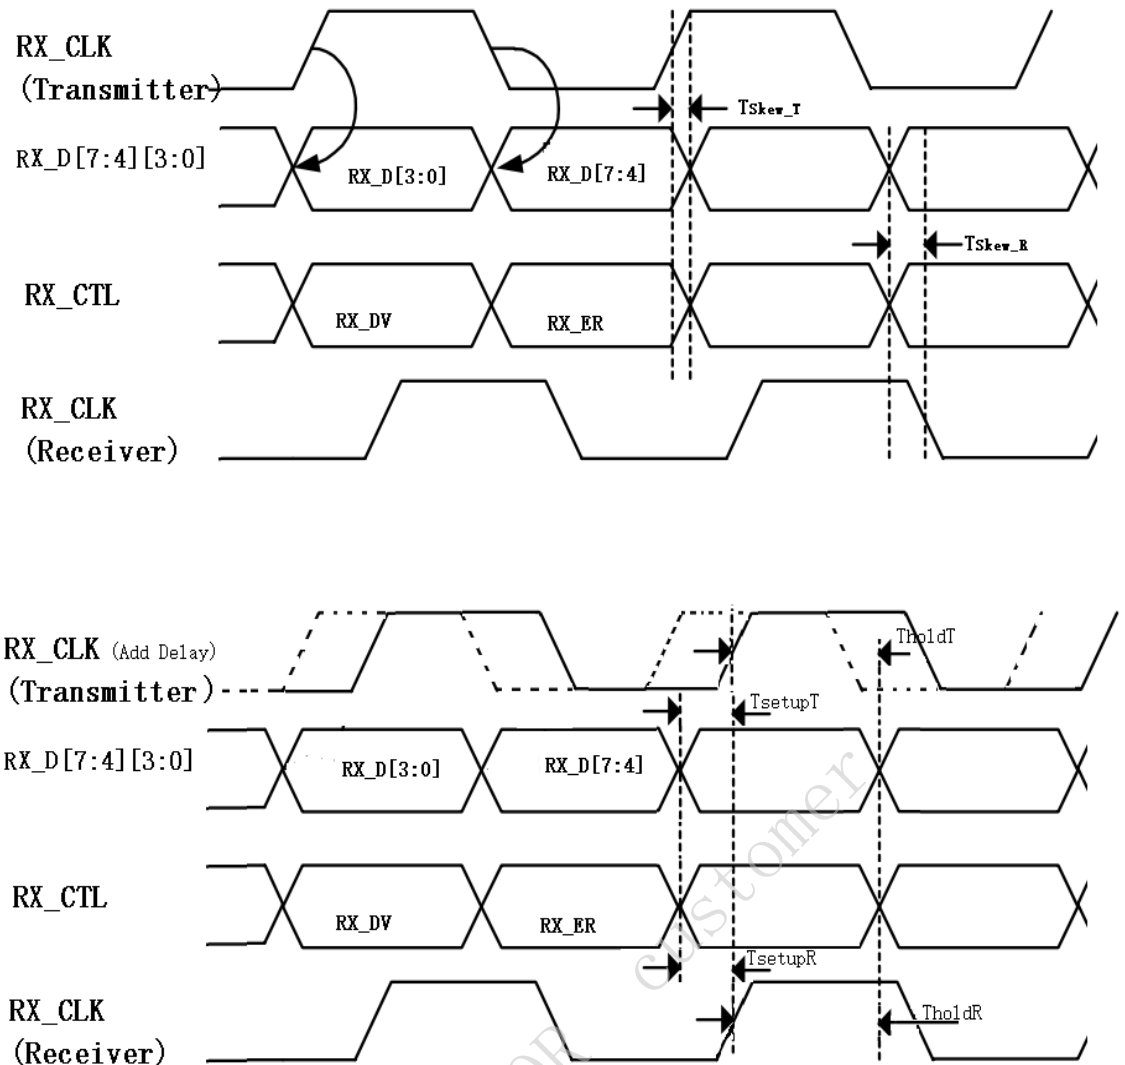 RX_CLK
(Transmitter)
TSkew_T
RX_D[7:4][3:0]
RX_D[3:0]
RX_D[7:4]
TSkew_R
RX_CTL
RX_DV
RX_ER
RX_CLK
(Receiver)
RX_CLK (Add Delay)
(Transmitter)
TholdT
TsetupT
RX_D[7:4][3:0]
RX_D[3:0]
RX_D[7:4]
RX_CTL
RX_DV
RX_ER
customer
TsetupR
RX_CLK
(Receiver)
TholdR
OR